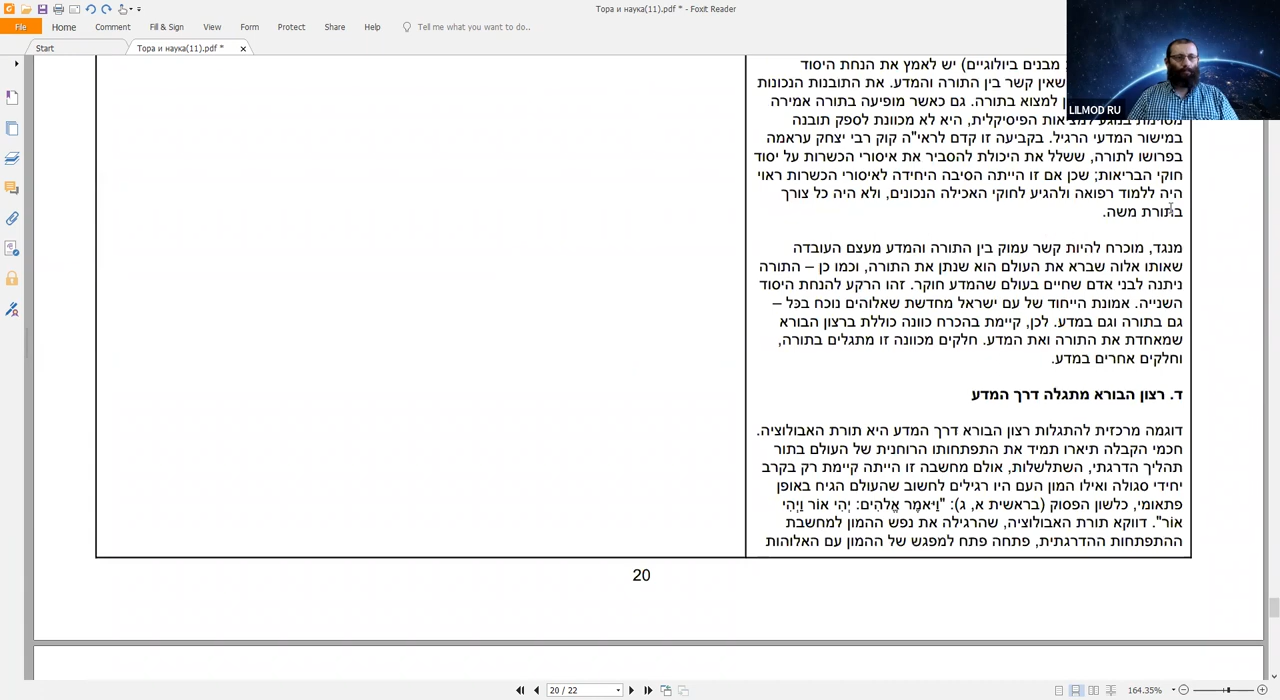 Тора и наука(11).pdf * - Foxit Reader
File Home Comment Fill & Sign View Form Protect Share Help Tell me what you want to do..
Start Тора и наука(11).pdf *
LILMOD RU
מבנים ביולוגיים) יש לאמץ את הנחת היסוד
שאין קשר בין התורה והמדע. את התובנות הנכונות
למצוא בתורה. גם כאשר מופיעה בתורה אמירה
הפיסיקלית, היא לא מכוונת לספק תובנה
במישור המדעי הרגיל. בקביעה זו קדם לראי"ה קוק רבי יצחק עראמה
בפרושו לתורה, ששלל את היכולת להסביר את איסורי הכשרות על יסוד
חוקי הבריאות; שכן אם זו הייתה הסיבה היחידה לאיסורי הכשרות ראוי
היה ללמוד רפואה ולהגיע לחוקי האכילה הנכונים, ולא היה כל צורך
בתורת משה.
מנגד, מוכרח להיות קשר עמוק בין התורה והמדע מעצם העובדה
שאותו אלוה שברא את העולם הוא שנתן את התורה, וכמו כן – התורה
ניתנה לבני אדם שחיים בעולם שהמדע חוקר. זהו הרקע להנחת היסוד
השנייה. אמונת הייחוד של עם ישראל מחדשת שאלוהים נוכח בכל –
גם בתורה וגם במדע. לכן, קיימת בהכרח כוונה כוללת ברצון הבורא
שמאחדת את התורה ואת המדע. חלקים מכוונה זו מתגלים בתורה,
וחלקים אחרים במדע.
ד. רצון הבורא מתגלה דרך המדע
דוגמה מרכזית להתגלות רצון הבורא דרך המדע היא תורת האבולוציה.
חכמי הקבלה תיארו תמיד את התפתחותו הרוחנית של העולם בתור
תהליך הדרגתי, השתלשלות, אולם מחשבה זו הייתה קיימת רק בקרב
יחידי סגולה ואילו המון העם היו רגילים לחשוב שהעולם הגיח באופן
פתאומי, כלשון הפסוק (בראשית א, ג): "וַיֹּאמֶר אֱלֹהִים: יְהִי אוֹר וַיְהִי
אוֹר". דווקא תורת האבולוציה, שהרגילה את נפש ההמון למחשבת
ההתפתחות ההדרגתית, פתחה פתח למפגש של ההמון עם האלוהות
20
20 / 22 164.35%